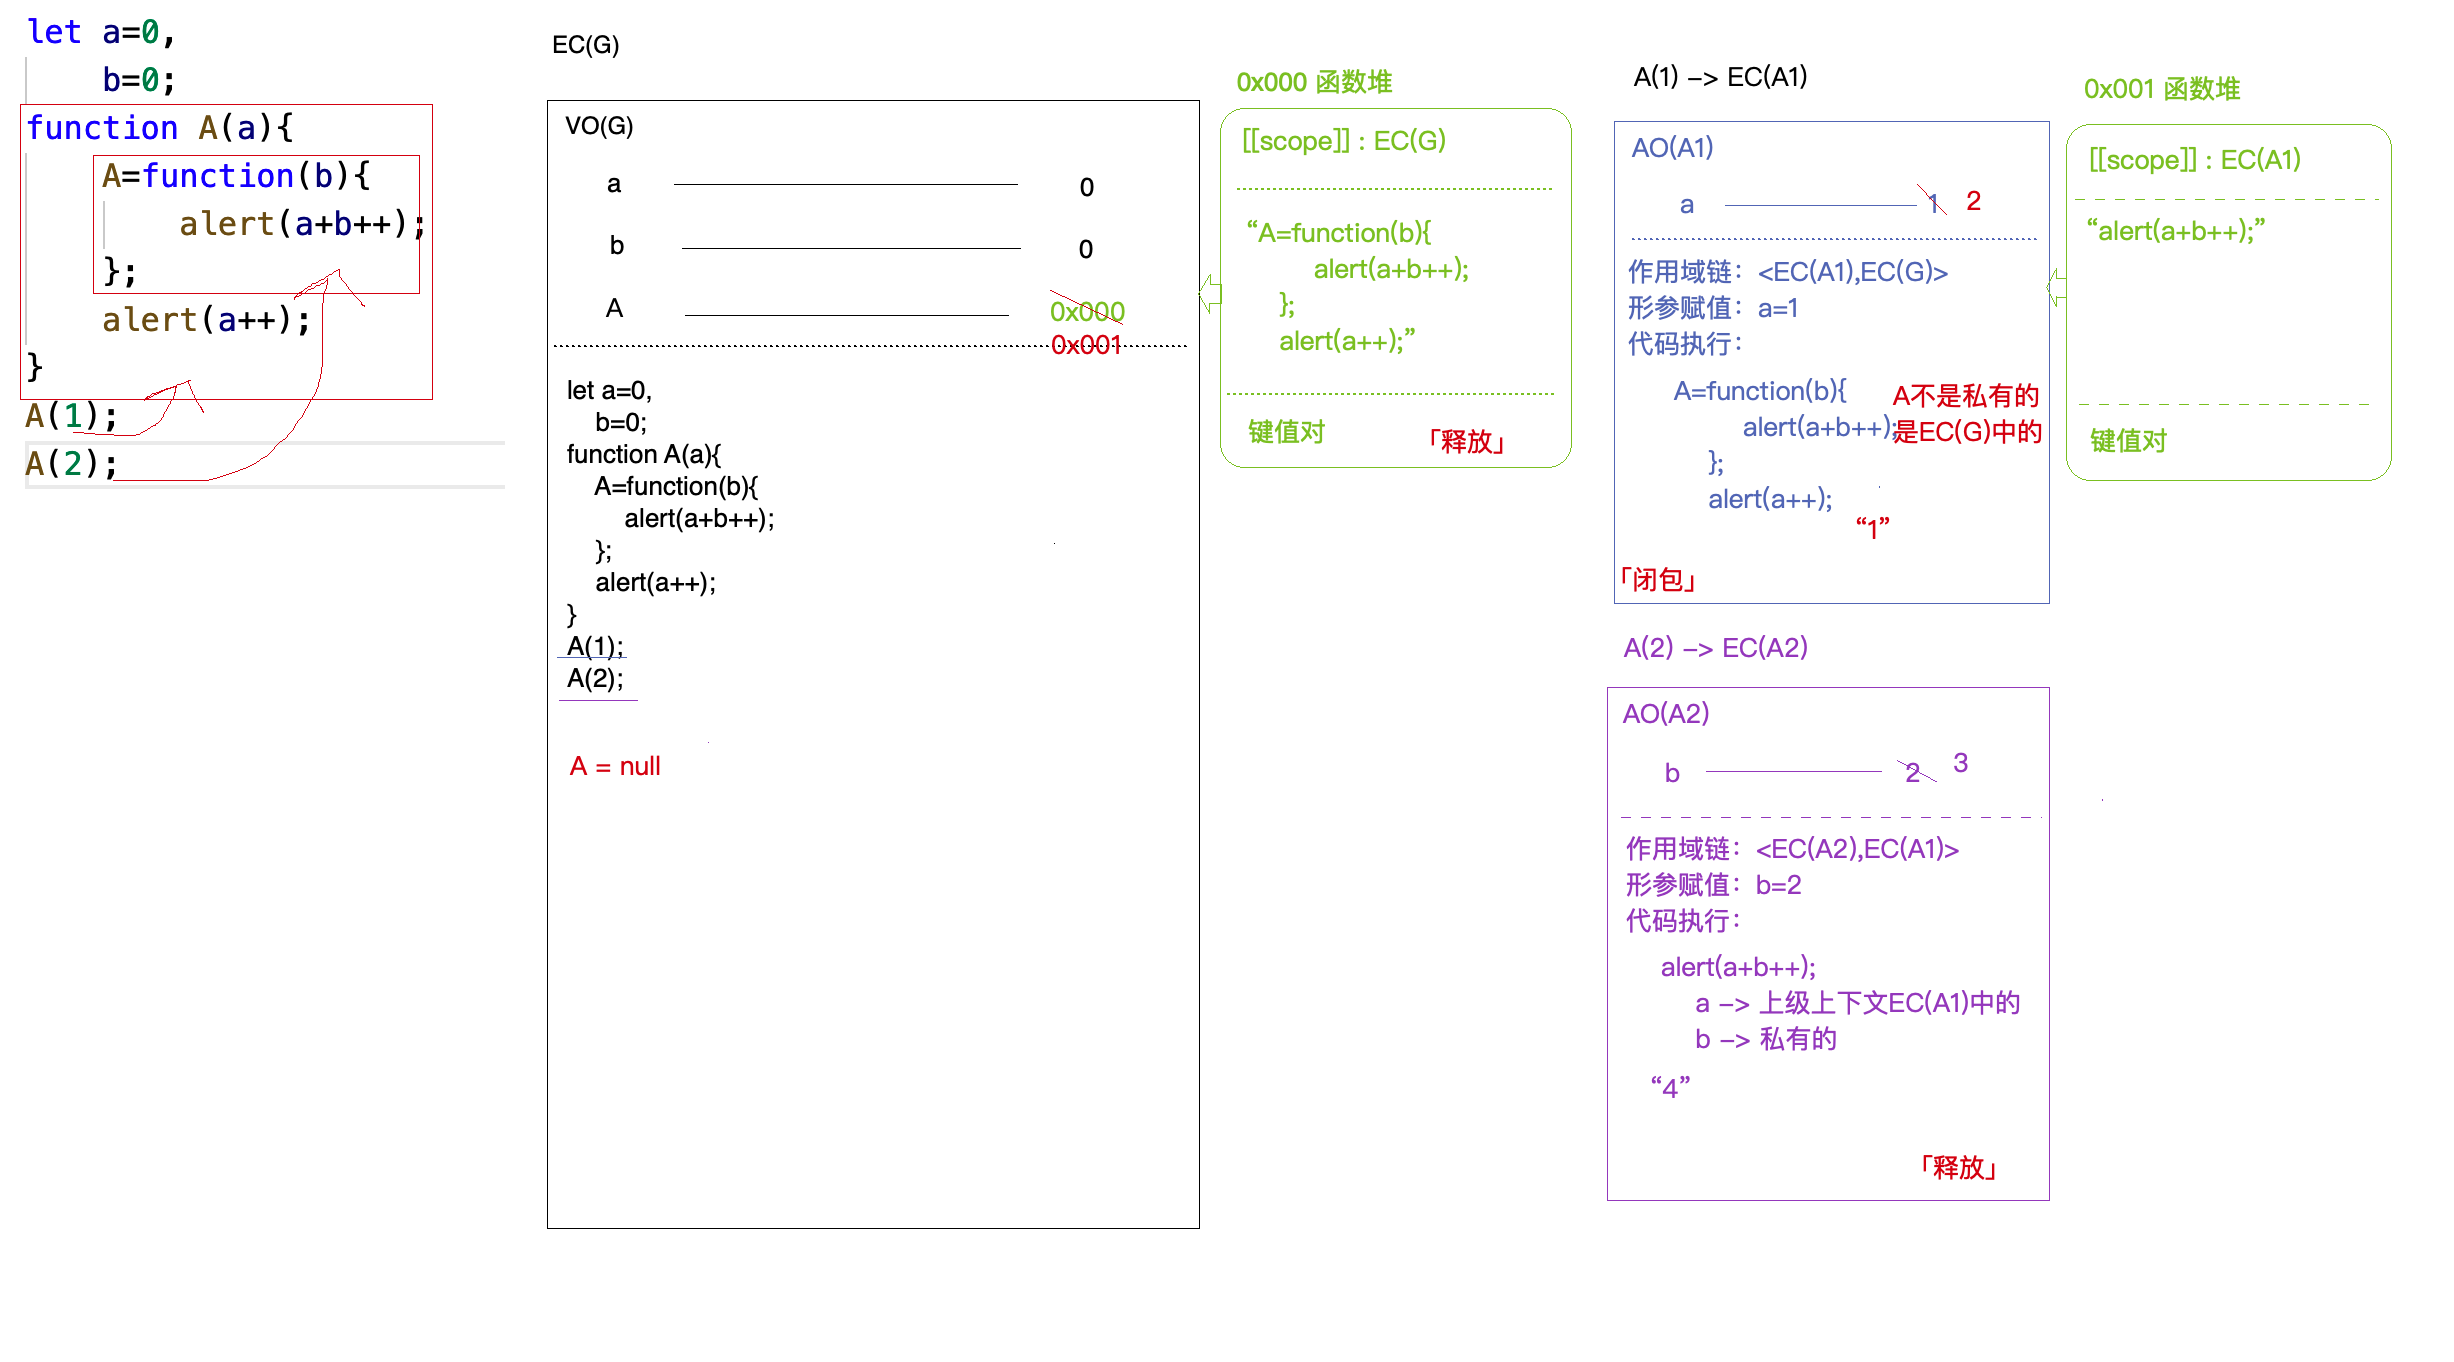 let a=0,
b=0;
function A(a){
A=function(b){
alert(a+b++);
};
alert(a++);
}
A(1);
A(2);
EC(G)
VO(G)
a 0
b 0
A 0x000
0x001
let a=0,
b=0;
function A(a){
A=function(b){
alert(a+b++);
};
alert(a++);
}
A(1);
A(2);
A = null
0x000 函数堆
[[scope]] : EC(G)
“A=function(b){
alert(a+b++);
};
alert(a++);”
键值对
「释放」
A(1) –> EC(A1)
AO(A1)
a 1 2
作用域链：<EC(A1),EC(G)>
形参赋值：a=1
代码执行：
A=function(b){
alert(a+b++);
};
alert(a++);
A不是私有的
是EC(G)中的
“1”
「闭包」
0x001 函数堆
[[scope]] : EC(A1)
“alert(a+b++);”
键值对
A(2) –> EC(A2)
AO(A2)
b 2 3
作用域链：<EC(A2),EC(A1)>
形参赋值：b=2
代码执行：
alert(a+b++);
a –> 上级上下文EC(A1)中的
b –> 私有的
“4”
「释放」